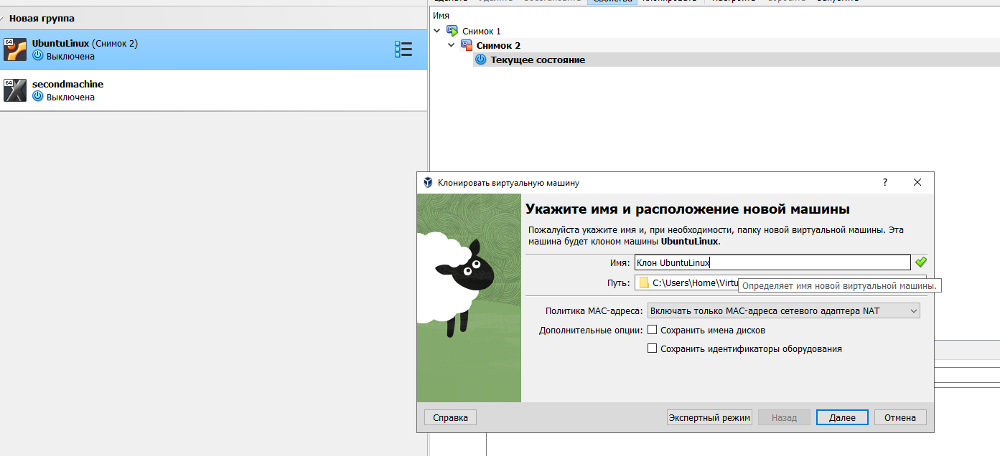 Новая группа
UbuntuLinux (Снимок 2)
Выключена
secondmachine
Выключена
Имя
Снимок 1
Снимок 2
Текущее состояние
Клонировать виртуальную машину
?
Укажите имя и расположение новой машины
Пожалуйста укажите имя и, при необходимости, папку новой виртуальной машины. Эта
машина будет клоном машины UbuntuLinux.
Имя: Клон UbuntuLinux
Путь: C:\Users\Home\Virtu
Определяет имя новой виртуальной машины.
Политика MAC-адреса: Включать только MAC-адреса сетевого адаптера NAT
Дополнительные опции: Сохранить имена дисков
Сохранить идентификаторы оборудования
Справка Экспертный режим Назад Далее Отмена